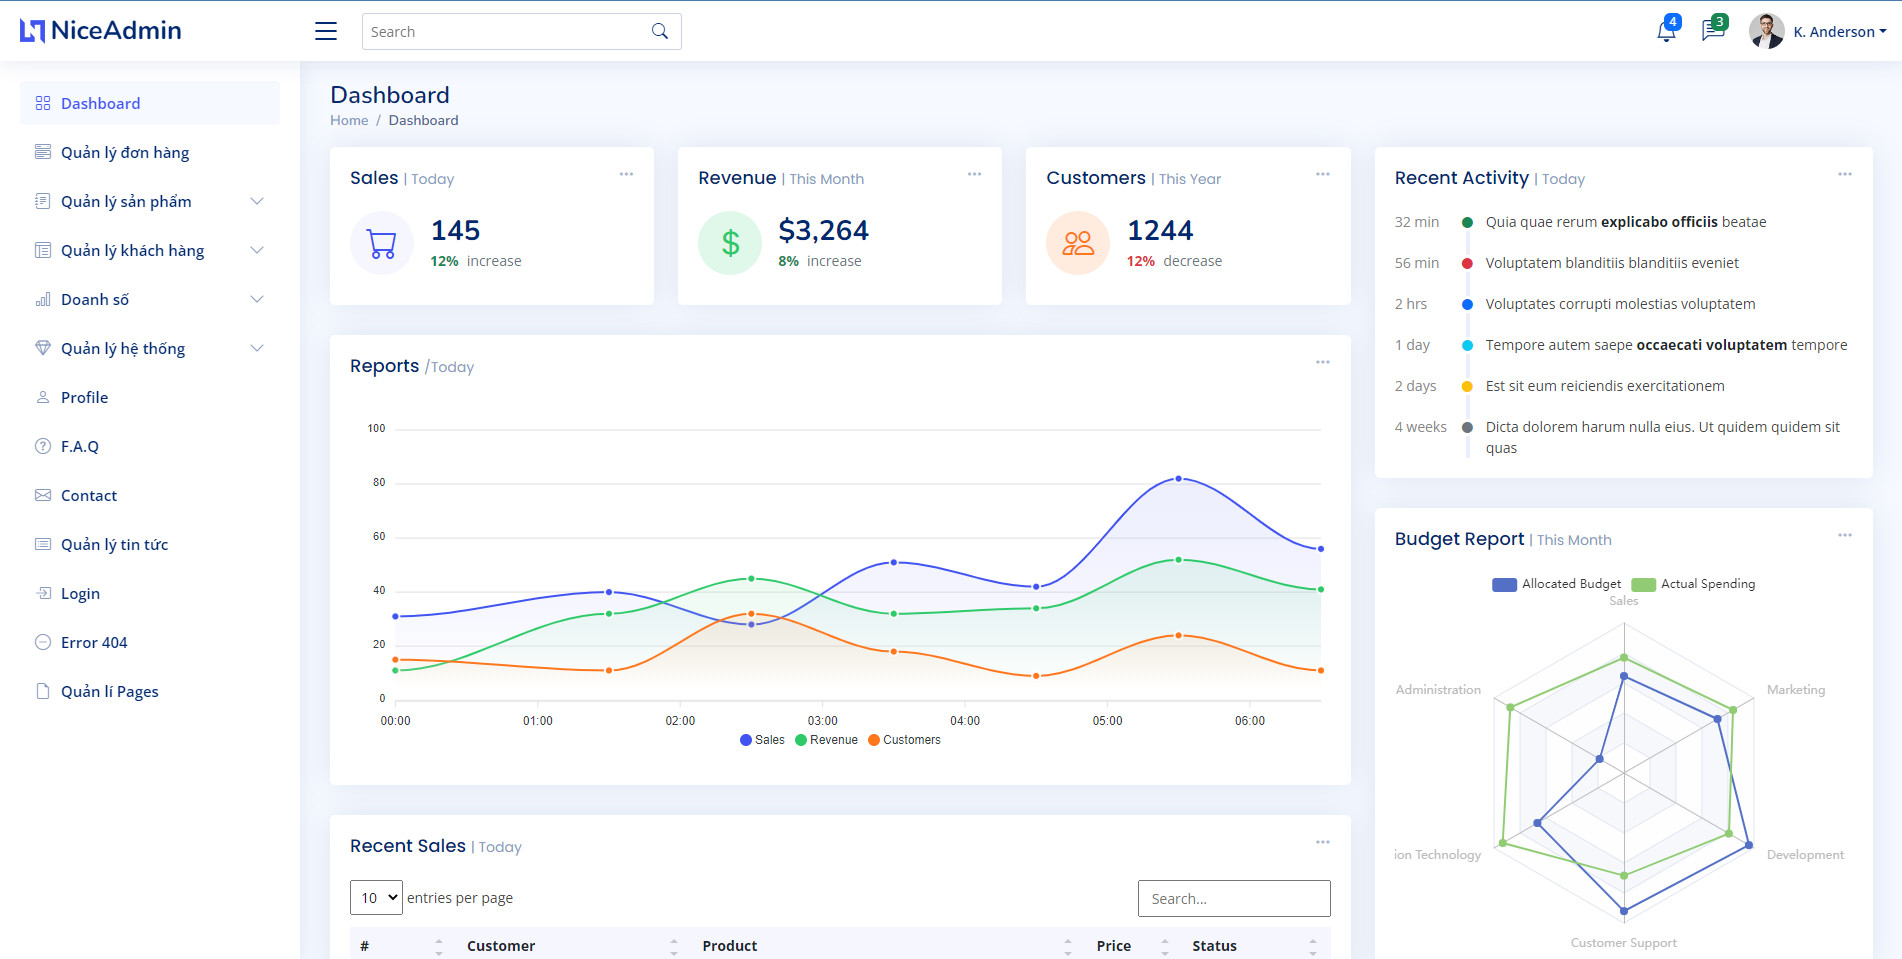 NiceAdmin
Search
4
3
K. Anderson
Dashboard
Quản lý đơn hàng
Quản lý sản phẩm
Quản lý khách hàng
Doanh số
Quản lý hệ thống
Profile
F.A.Q
Contact
Quản lý tin tức
Login
Error 404
Quản lí Pages
Dashboard
Home / Dashboard
Sales | Today
145
12% increase
Revenue | This Month
$3,264
8% increase
Customers | This Year
1244
12% decrease
Reports /Today
100
80
60
40
20
0
00:00 01:00 02:00 03:00 04:00 05:00 06:00
Sales Revenue Customers
Recent Sales | Today
10 entries per page
Search...
# Customer Product Price Status
Recent Activity | Today
32 min Quia quae rerum explicabo officiis beatae
56 min Voluptatem blanditiis blanditiis eveniet
2 hrs Voluptates corrupti molestias voluptatem
1 day Tempore autem saepe occaecati voluptatem tempore
2 days Est sit eum reiciendis exercitationem
4 weeks Dicta dolorem harum nulla eius. Ut quidem quidem sit
quas
Budget Report | This Month
Allocated Budget Actual Spending
Sales
Administration Marketing
ion Technology Development
Customer Support